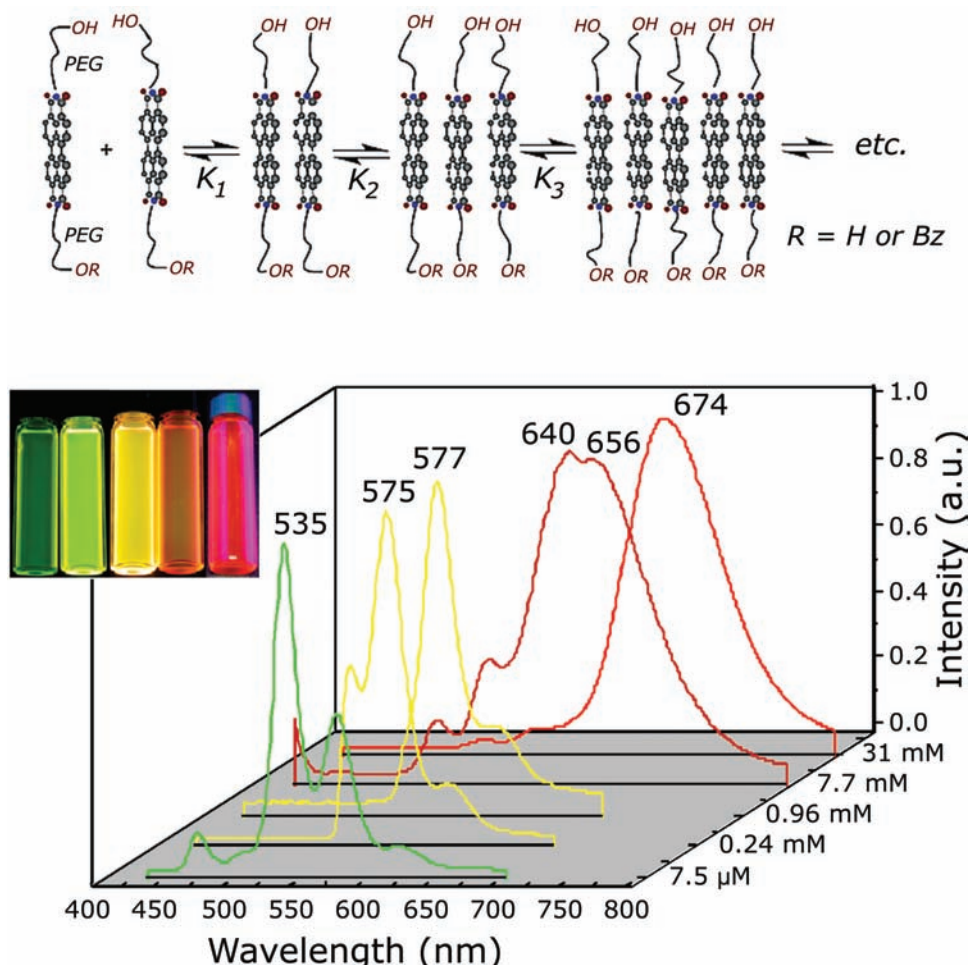 OH HO OH OH OH OH OH HO OH OH OH OH
PEG
+ K1 K2 K3 etc.
PEG
R = H or Bz
OR OR OR OR OR OR OR OR OR OR OR OR
1.0
674
640 656
577
0.8
575
535
0.6
0.4
0.2
0.0
Intensity (a.u.)
31 mM
7.7 mM
0.96 mM
0.24 mM
7.5 µM
400 450 500 550 600 650 700 750 800
Wavelength (nm)